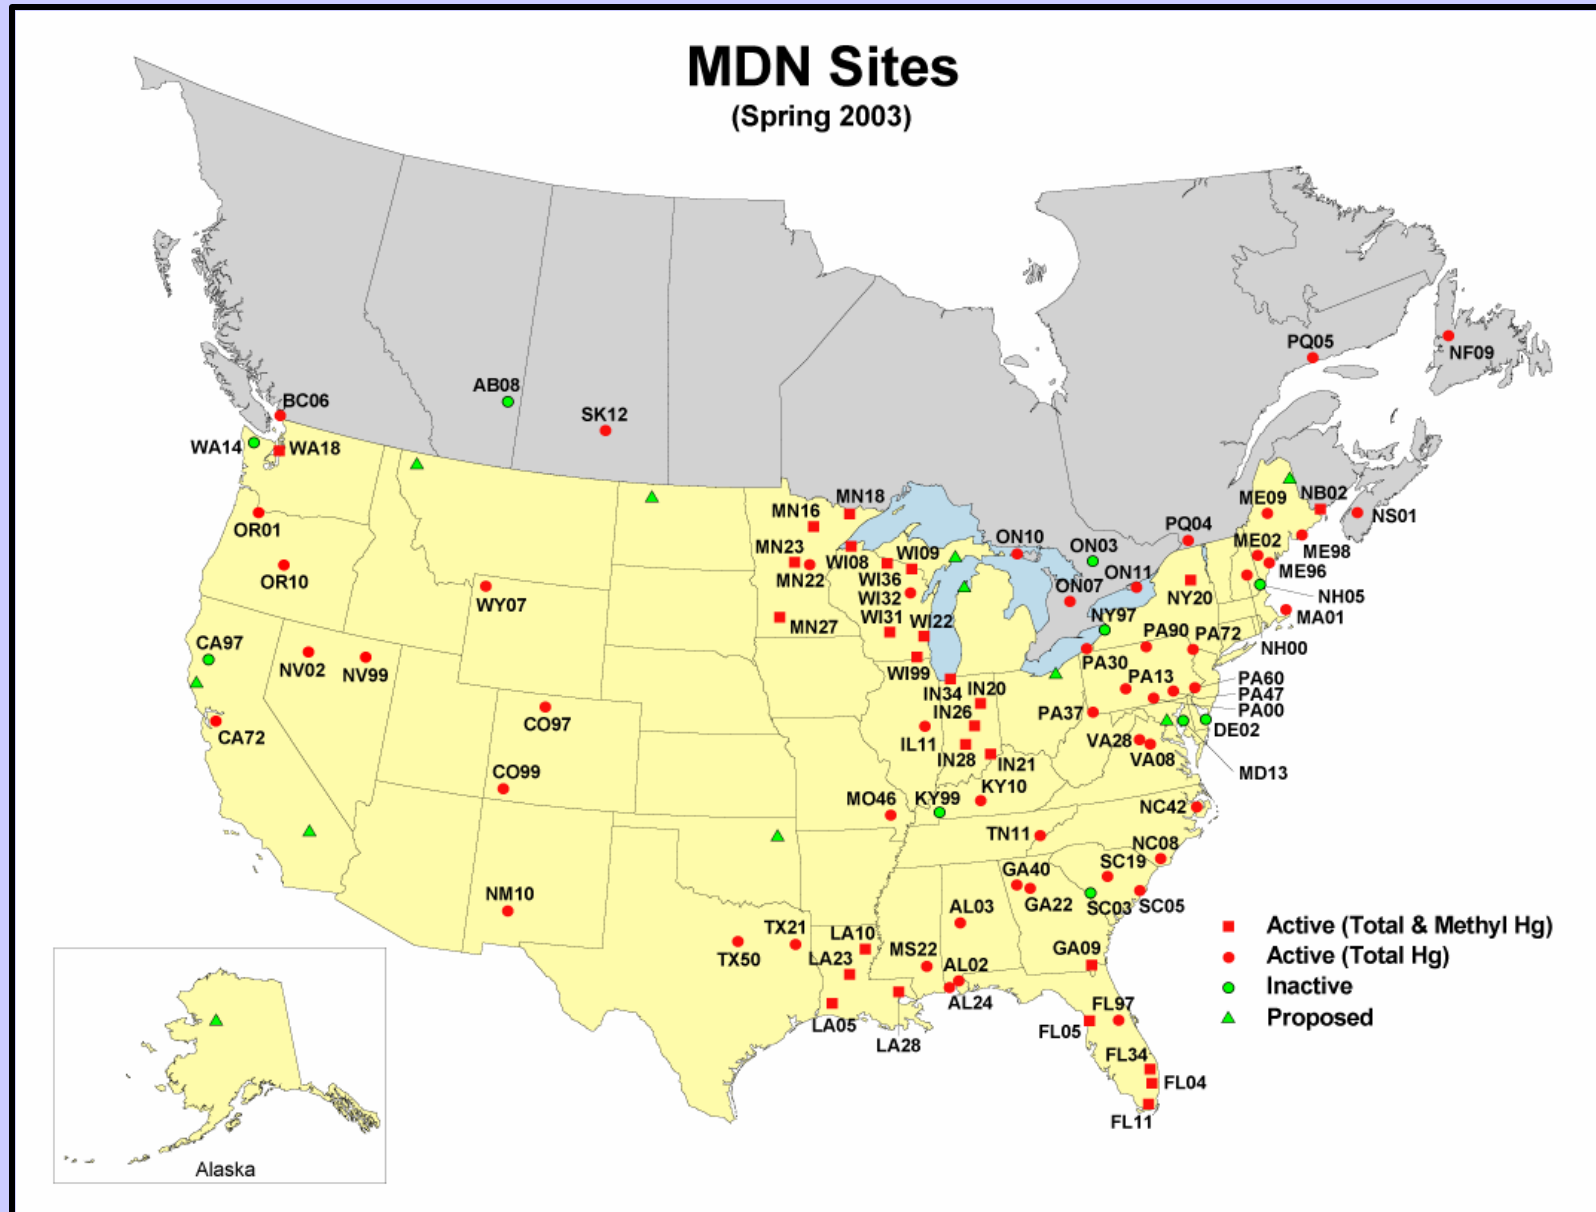 MDN Sites
(Spring 2003)
PQ05
NF09
AB08
BC06
SK12
WA14
WA18
MN18
MN16
ME09
NB02
NS01
OR01
PQ04
ON10
ON03
ME02
ME98
MN23
WI09
WI08
OR10
MN22
WI36
ON11
ME96
WY07
WI32
ON07
NY20
NH05
NY97
MN27
WI31
WI22
MA01
CA97
PA90
PA72
NH00
NV02
NV99
WI99
PA30
PA13
PA60
IN34
IN20
PA47
PA37
IN26
PA00
CO97
DE02
CA72
IL11
VA28
IN28
IN21
VA08
MD13
CO99
KY10
MO46
KY99
NC42
TN11
NC08
SC19
GA40
NM10
AL03
GA22
SC03
SC05
TX21
LA10
Active (Total & Methyl Hg)
MS22
GA09
TX50
LA23
AL02
Active (Total Hg)
Inactive
AL24
FL97
Proposed
LA05
FL05
LA28
FL34
FL04
FL11
Alaska